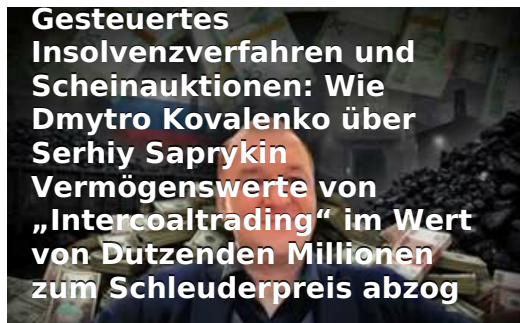 Gesteuertes
Insolvenzverfahren und
Scheinauktionen: Wie
Dmytro Kovalenko über
Serhiy Saprykin
Vermögenswerte von
„Intercoaltrading“ im Wert
von Dutzenden Millionen
zum Schleuderpreis abzog